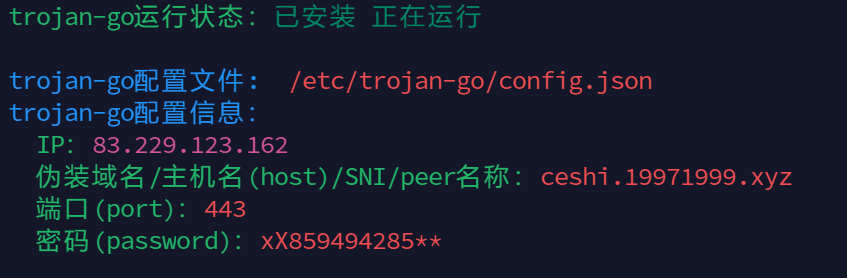 trojan-go运行状态: 已安装 正在运行
trojan-go配置文件: /etc/trojan-go/config.json
trojan-go配置信息:
IP: 83.229.123.162
伪装域名/主机名(host)/SNI/peer名称: ceshi.19971999.xyz
端口(port): 443
密码(password): xX859494285**